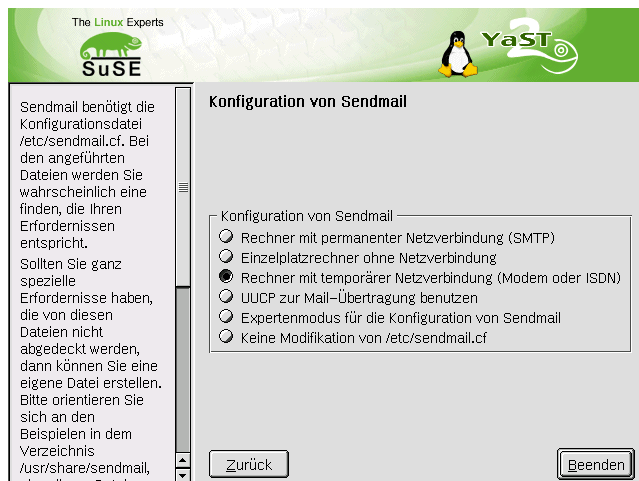 The Linux Experts
SuSE
YaST
Sendmail benötigt die
Konfigurationsdatei
/etc/sendmail.cf. Bei
den angeführten
Dateien werden Sie
wahrscheinlich eine
finden, die Ihren
Erfordernissen
entspricht.
Sollten Sie ganz
spezielle
Erfordernisse haben,
die von diesen
Dateien nicht
abgedeckt werden,
dann können Sie eine
eigene Datei erstellen.
Bitte orientieren Sie
sich an den
Beispielen in dem
Verzeichnis
/usr/share/sendmail,
Konfiguration von Sendmail
Konfiguration von Sendmail
Rechner mit permanenter Netzverbindung (SMTP)
Einzelplatzrechner ohne Netzverbindung
Rechner mit temporärer Netzverbindung (Modem oder ISDN)
UUCP zur Mail-Übertragung benutzen
Expertenmodus für die Konfiguration von Sendmail
Keine Modifikation von /etc/sendmail.cf
Zurück
Beenden